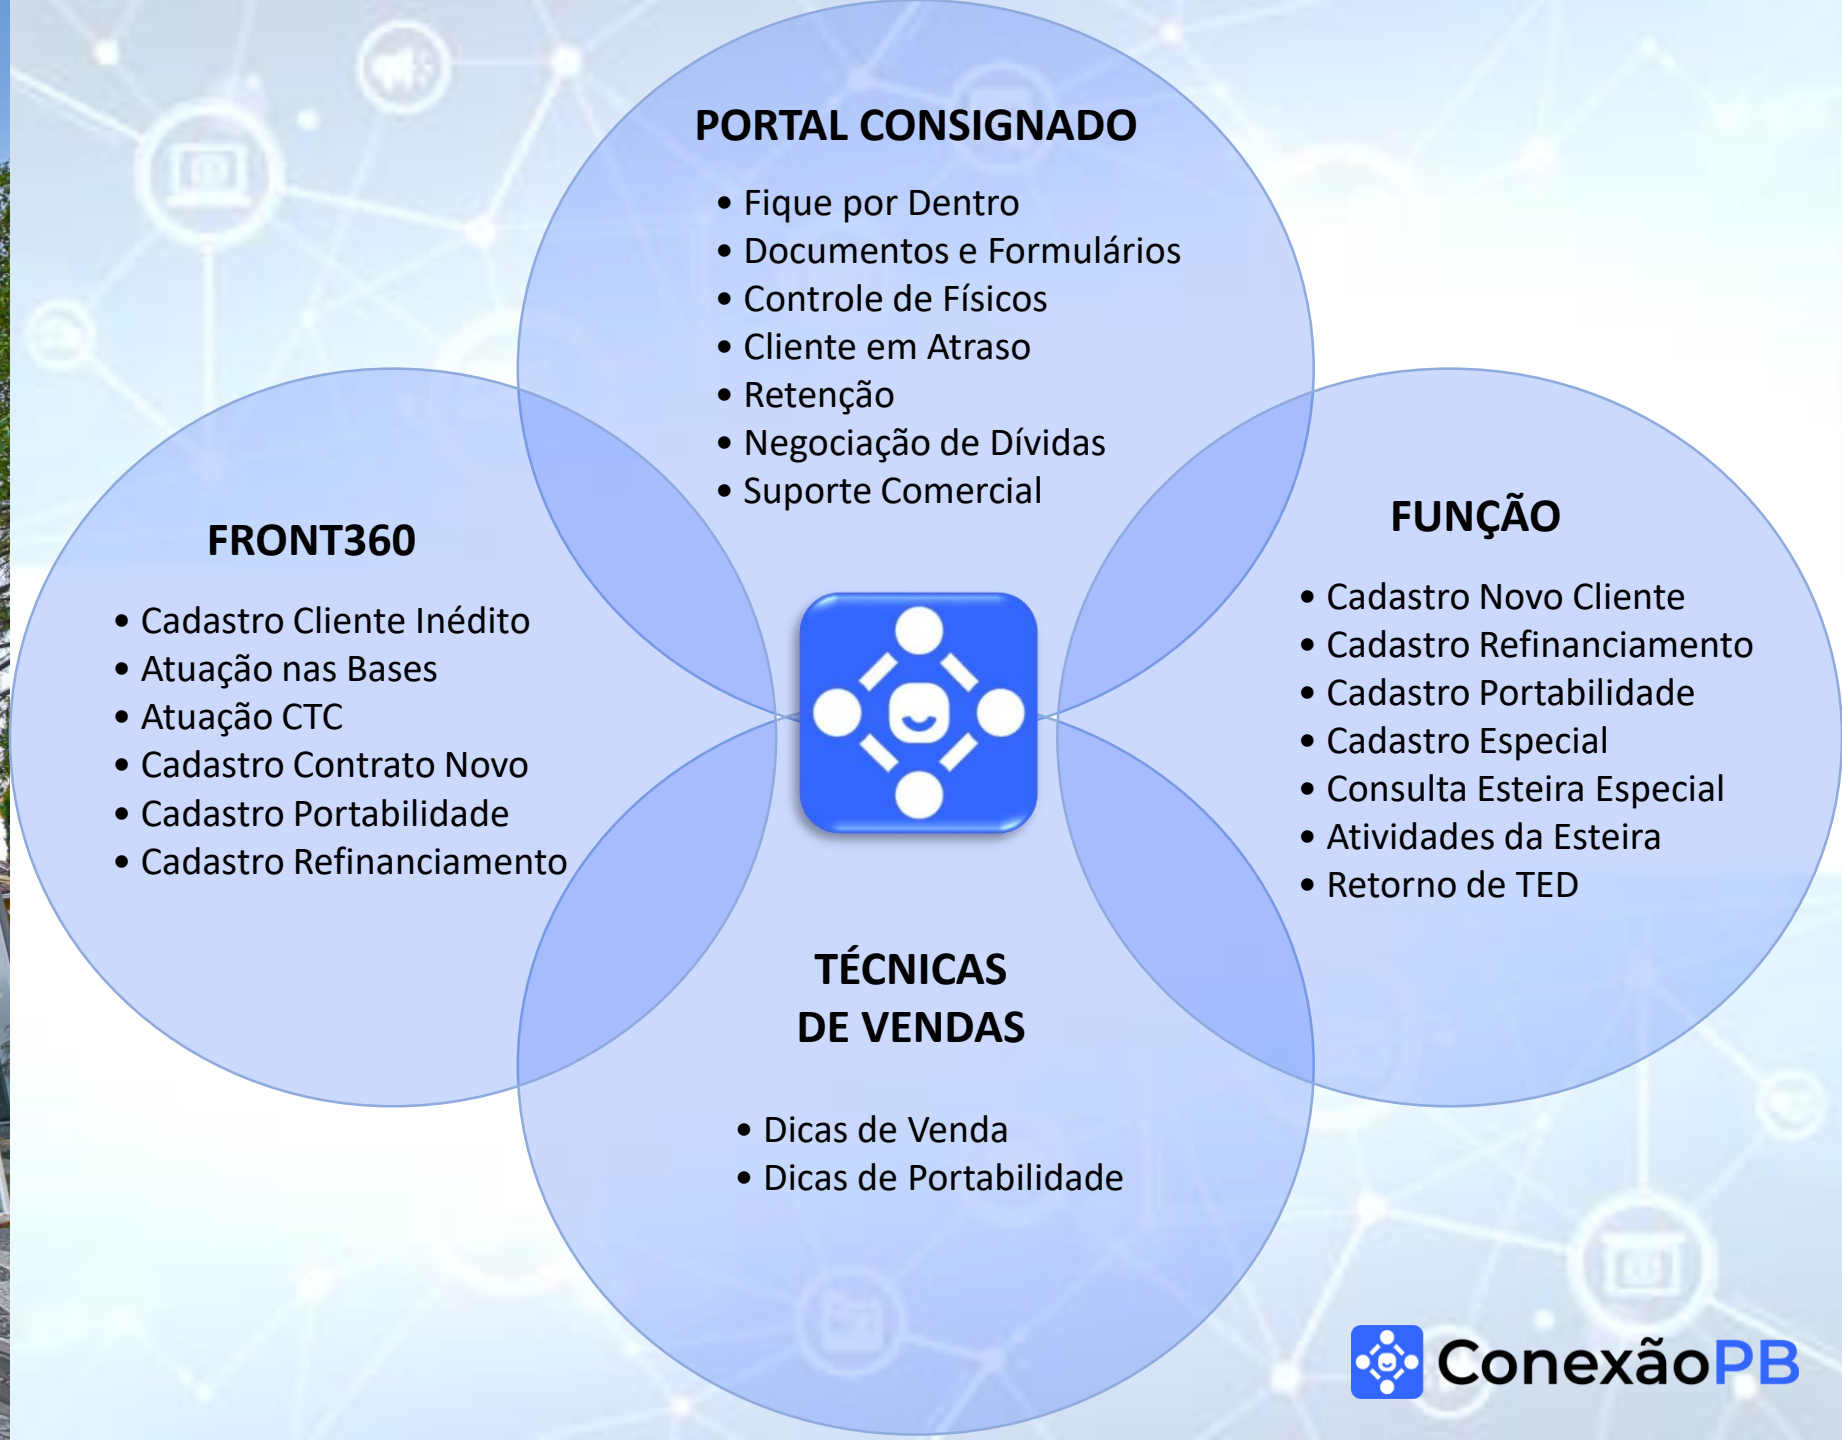 PORTAL CONSIGNADO
• Fique por Dentro
• Documentos e Formulários
• Controle de Físicos
• Cliente em Atraso
• Retenção
• Negociação de Dívidas
• Suporte Comercial
FRONT360
• Cadastro Cliente Inédito
• Atuação nas Bases
• Atuação CTC
• Cadastro Contrato Novo
• Cadastro Portabilidade
• Cadastro Refinanciamento
FUNÇÃO
• Cadastro Novo Cliente
• Cadastro Refinanciamento
• Cadastro Portabilidade
• Cadastro Especial
• Consulta Esteira Especial
• Atividades da Esteira
• Retorno de TED
TÉCNICAS
DE VENDAS
• Dicas de Venda
• Dicas de Portabilidade
ConexãoPB